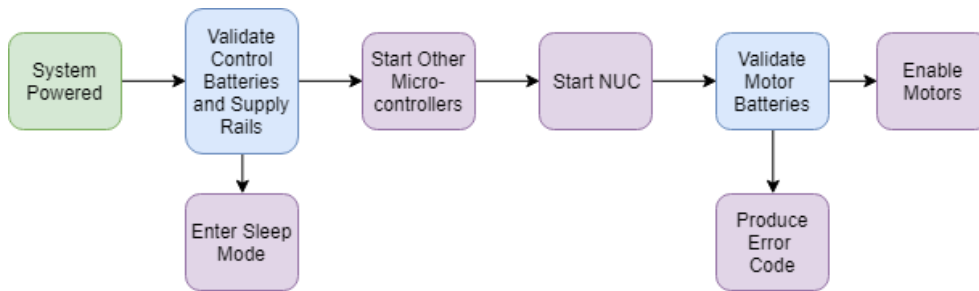 System
Powered
Validate
Control
Batteries
and Supply
Rails
Start Other
Micro-
controllers
Start NUC
Validate
Motor
Batteries
Enable
Motors
Enter Sleep
Mode
Produce
Error
Code